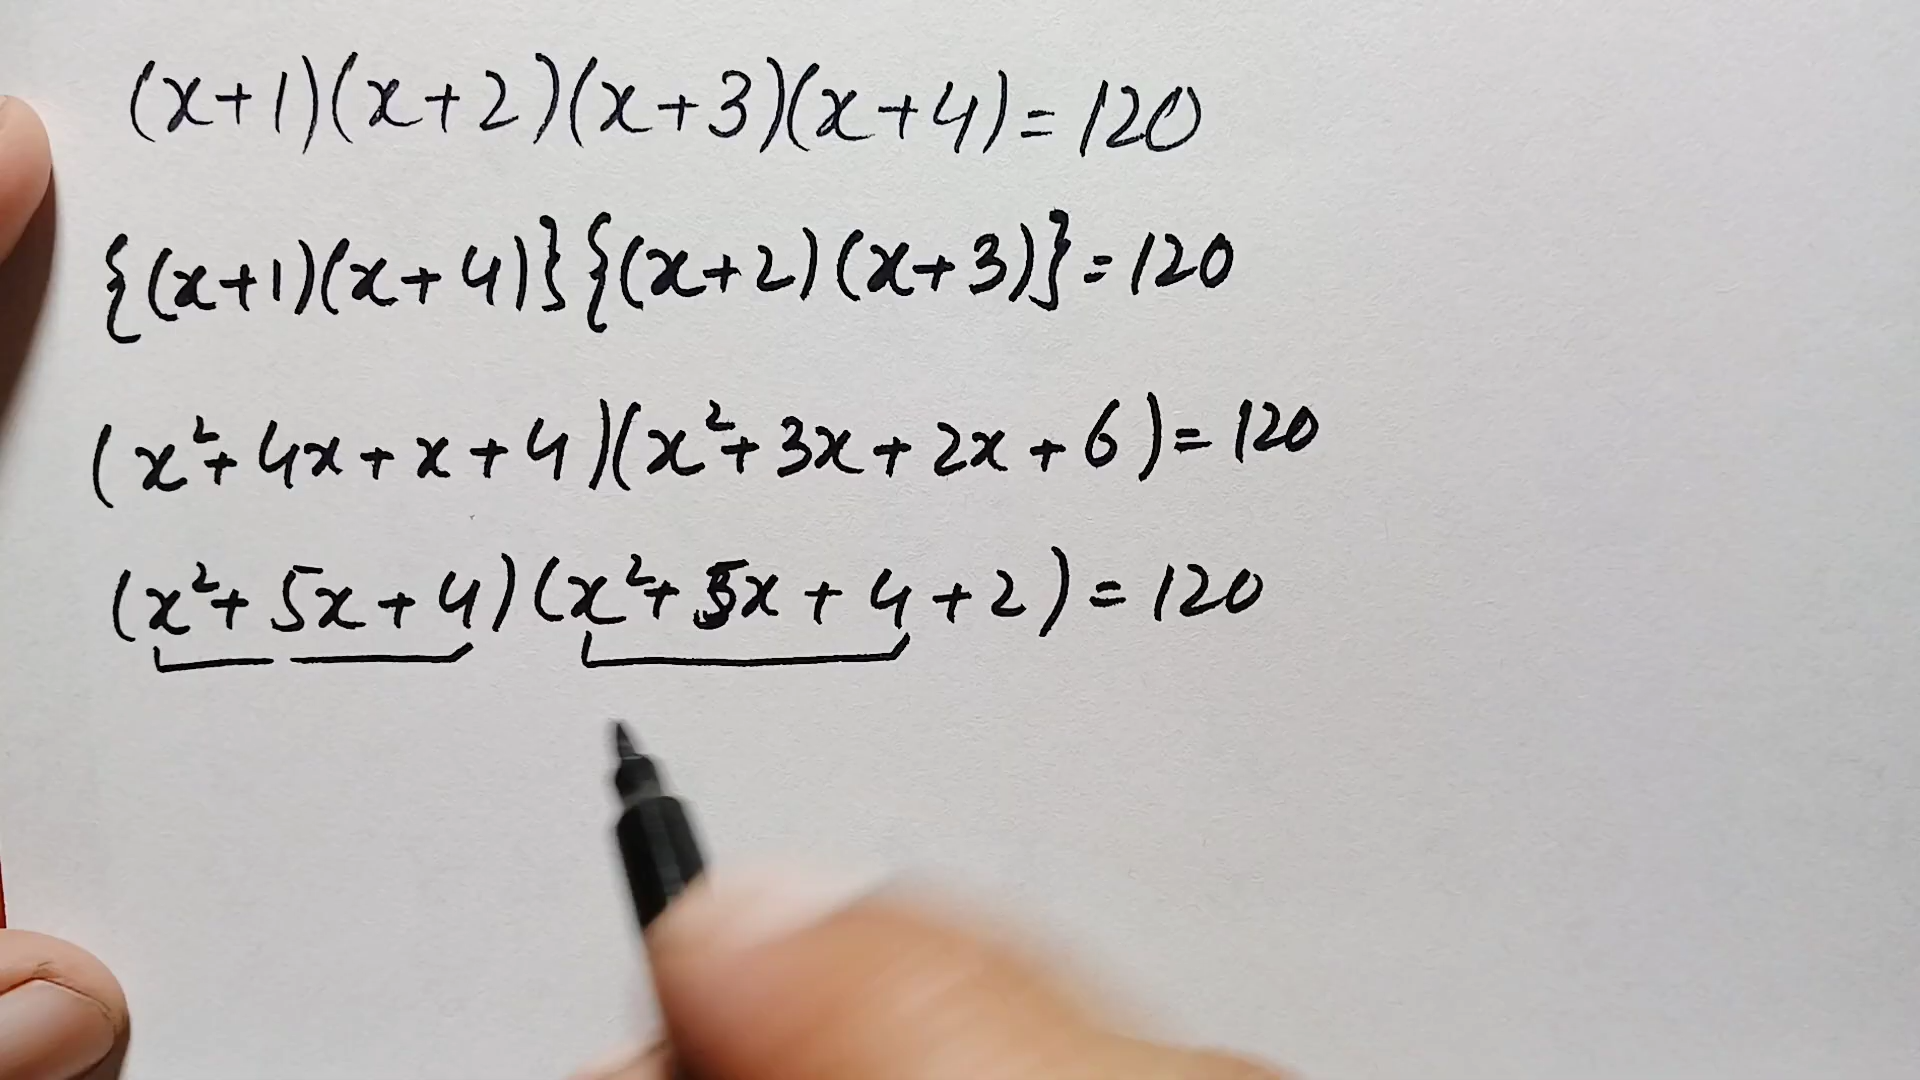 (x+1)(x+2)(x+3)(x+4)=120
{(x+1)(x+4)}{(x+2)(x+3)}=120
(x²+4x+x+4)(x²+3x+2x+6)=120
(x²+5x+4)(x²+5x+4+2)=120